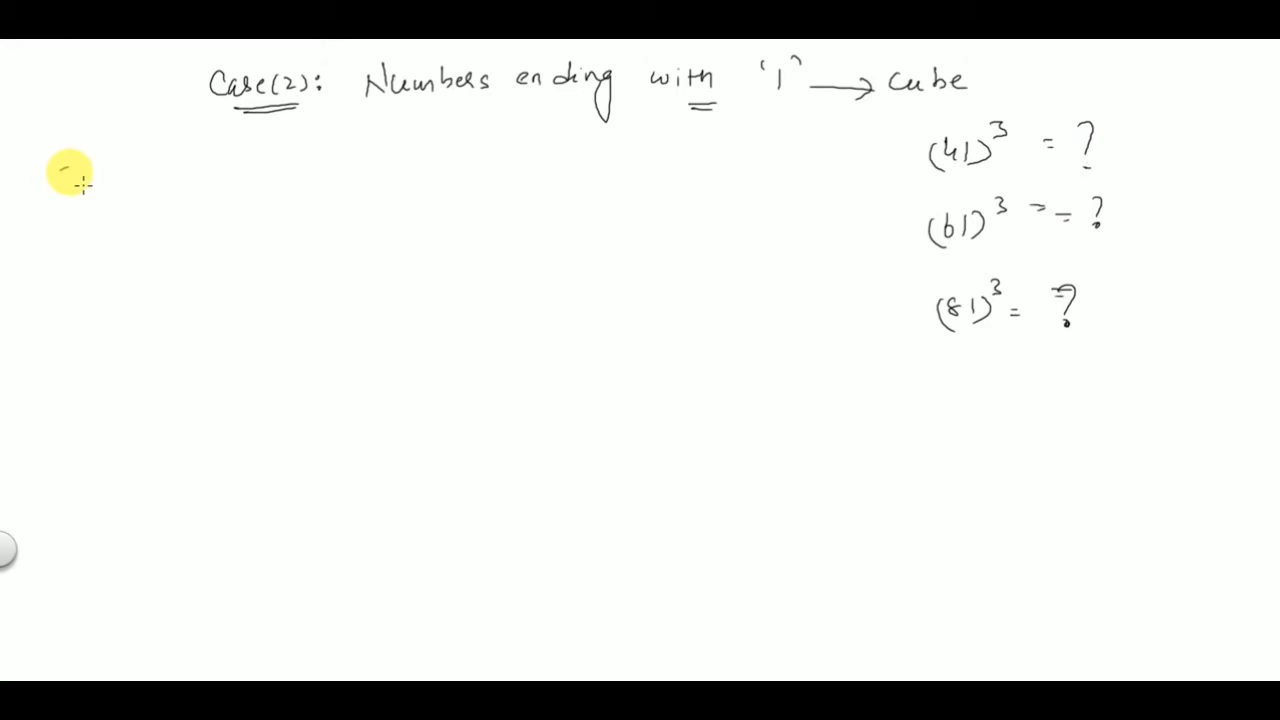 Case(2): Numbers ending with '1' → cube
(41)³ = ?
(61)³ = = ?
(81)³ = ?